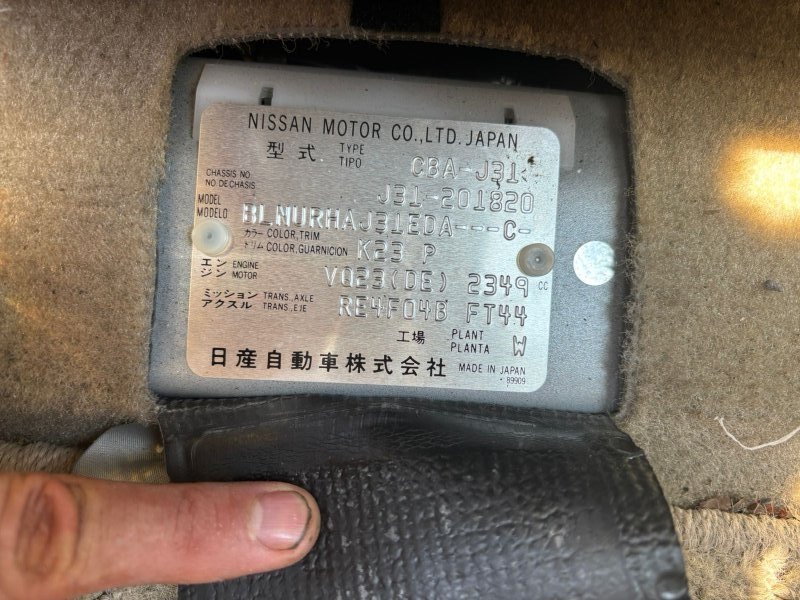 NISSAN MOTOR CO.,LTD. JAPAN
型式 TYPE TIPO CBA-J31
CHASSIS NO NO DE CHASIS J31-201820
MODEL MODELO BLNURHAJ31EDA---C-
カラー COLOR,TRIM トリム COLOR,GUARNICION K23 P
エンジン ENGINE MOTOR VQ23(DE) 2349 CC
ミッション TRANS.,AXLE アクスル TRANS.,EJE RE4F04B FT44
工場 PLANT PLANTA W
日産自動車株式会社 MADE IN JAPAN
89909